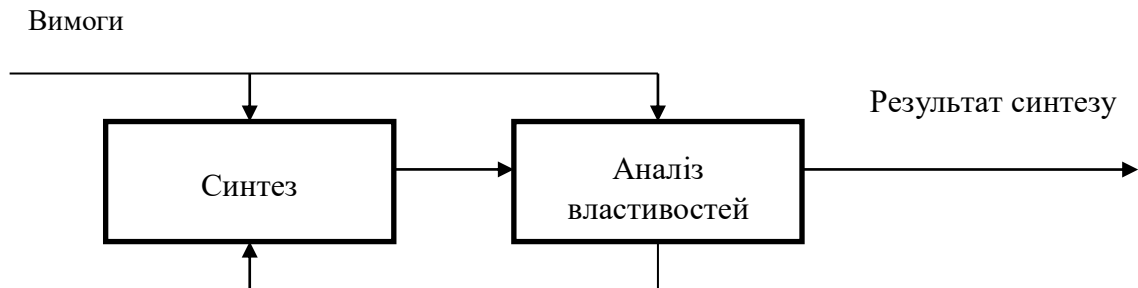 Вимоги
Результат синтезу
Синтез
Аналіз
властивостей